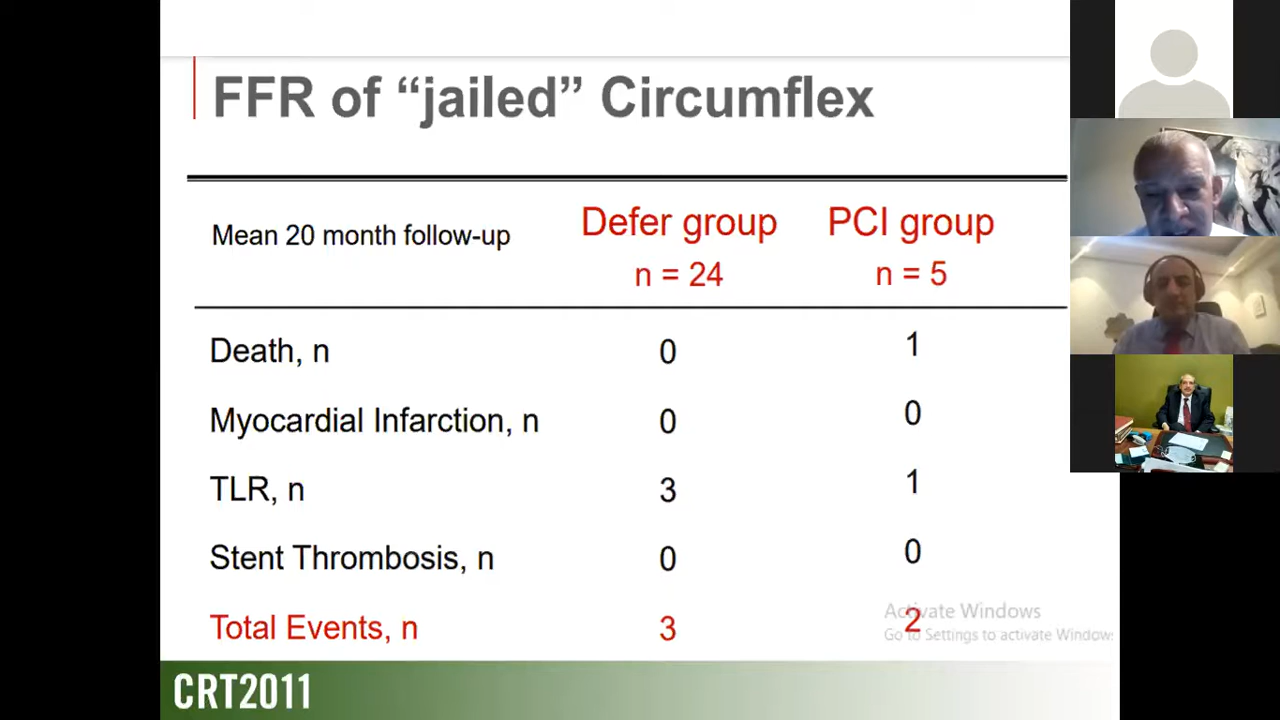 FFR of “jailed” Circumflex
Mean 20 month follow-up Defer group PCI group
n = 24 n = 5
Death, n 0 1
Myocardial Infarction, n 0 0
TLR, n 3 1
Stent Thrombosis, n 0 0
Total Events, n 3 2
Activate Windows
Go to Settings to activate Windows
CRT2011